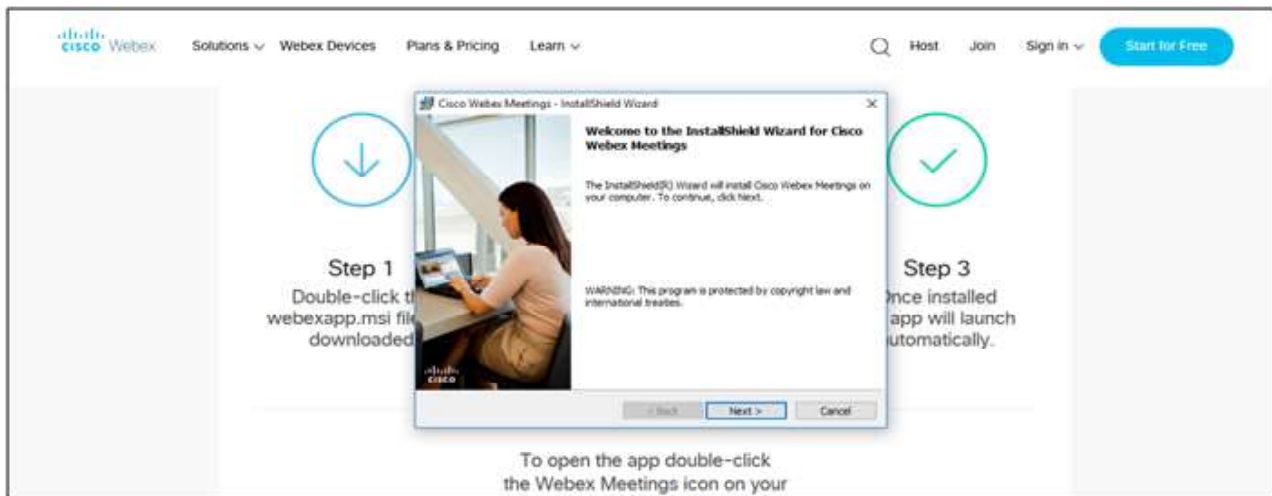 CISCO Webex Solutions Webex Devices Plans & Pricing Learn Host Join Sign in Start for Free
Cisco Webex Meetings - InstallShield Wizard
Welcome to the InstallShield Wizard for Cisco
Webex Meetings
The InstallShield(R) Wizard will install Cisco Webex Meetings on
your computer. To continue, click Next.
WARNING: This program is protected by copyright law and
international treaties.
CISCO
< Back Next > Cancel
Step 1
Double-click
webexapp.msi
downloaded
Step 3
installed
app will launch
To open the app double-click
the Webex Meetings icon on your